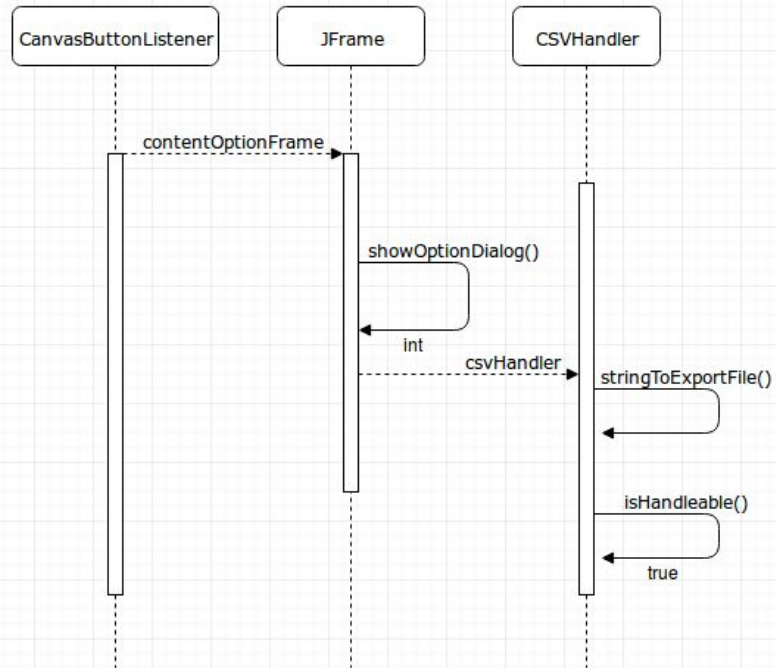 CanvasButtonListener
JFrame
CSVHandler
contentOptionFrame
showOptionDialog()
int
csvHandler
stringToExportFile()
isHandleable()
true